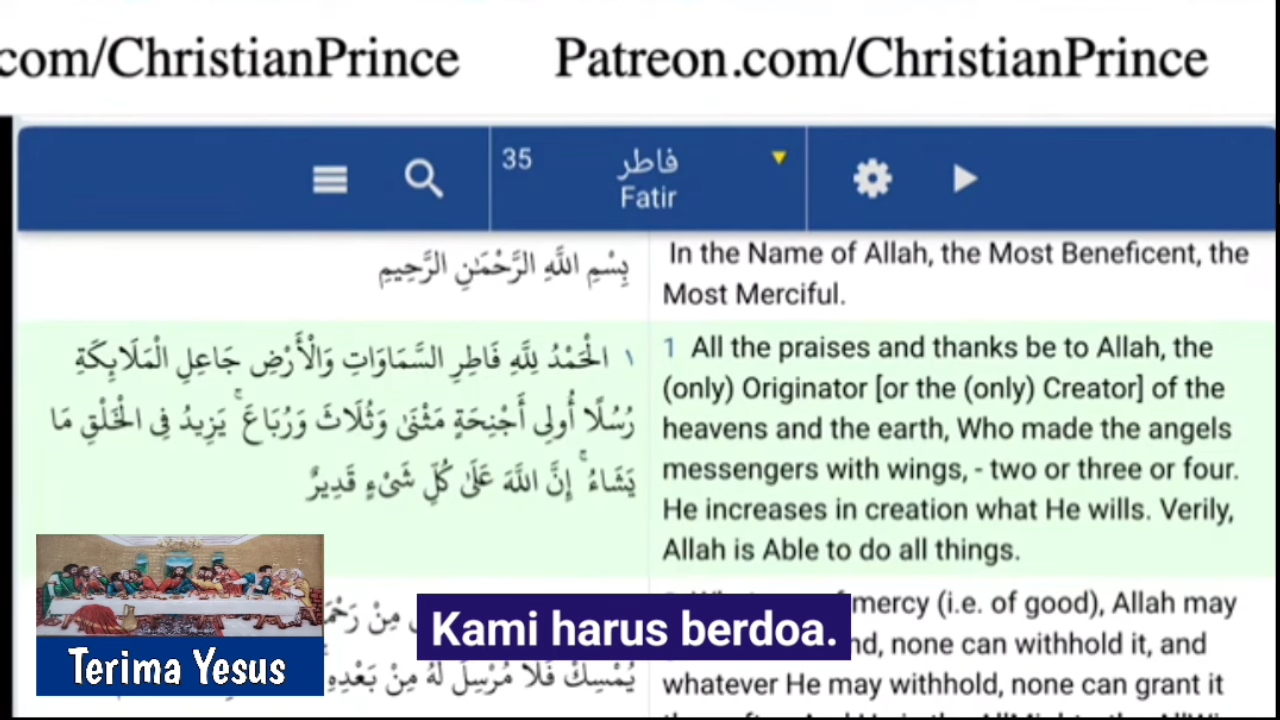 com/ChristianPrince Patreon.com/ChristianPrince
35 فاطر
Fatir
بِسْمِ اللَّهِ الرَّحْمَٰنِ الرَّحِيمِ
In the Name of Allah, the Most Beneficent, the
Most Merciful.
١ الْحَمْدُ لِلَّهِ فَاطِرِ السَّمَاوَاتِ وَالْأَرْضِ جَاعِلِ الْمَلَائِكَةِ
رُسُلًا أُولِي أَجْنِحَةٍ مَثْنَىٰ وَثُلَاثَ وَرُبَاعَ ۚ يَزِيدُ فِي الْخَلْقِ مَا
يَشَاءُ ۚ إِنَّ اللَّهَ عَلَىٰ كُلِّ شَيْءٍ قَدِيرٌ
1 All the praises and thanks be to Allah, the
(only) Originator [or the (only) Creator] of the
heavens and the earth, Who made the angels
messengers with wings, - two or three or four.
He increases in creation what He wills. Verily,
Allah is Able to do all things.
مِنْ
يُمْسِكْ فَلَا مُرْسِلَ لَهُ مِنْ بَعْدِهِ
mercy (i.e. of good), Allah may
none can withhold it, and
whatever He may withhold, none can grant it
Kami harus berdoa.
Terima Yesus